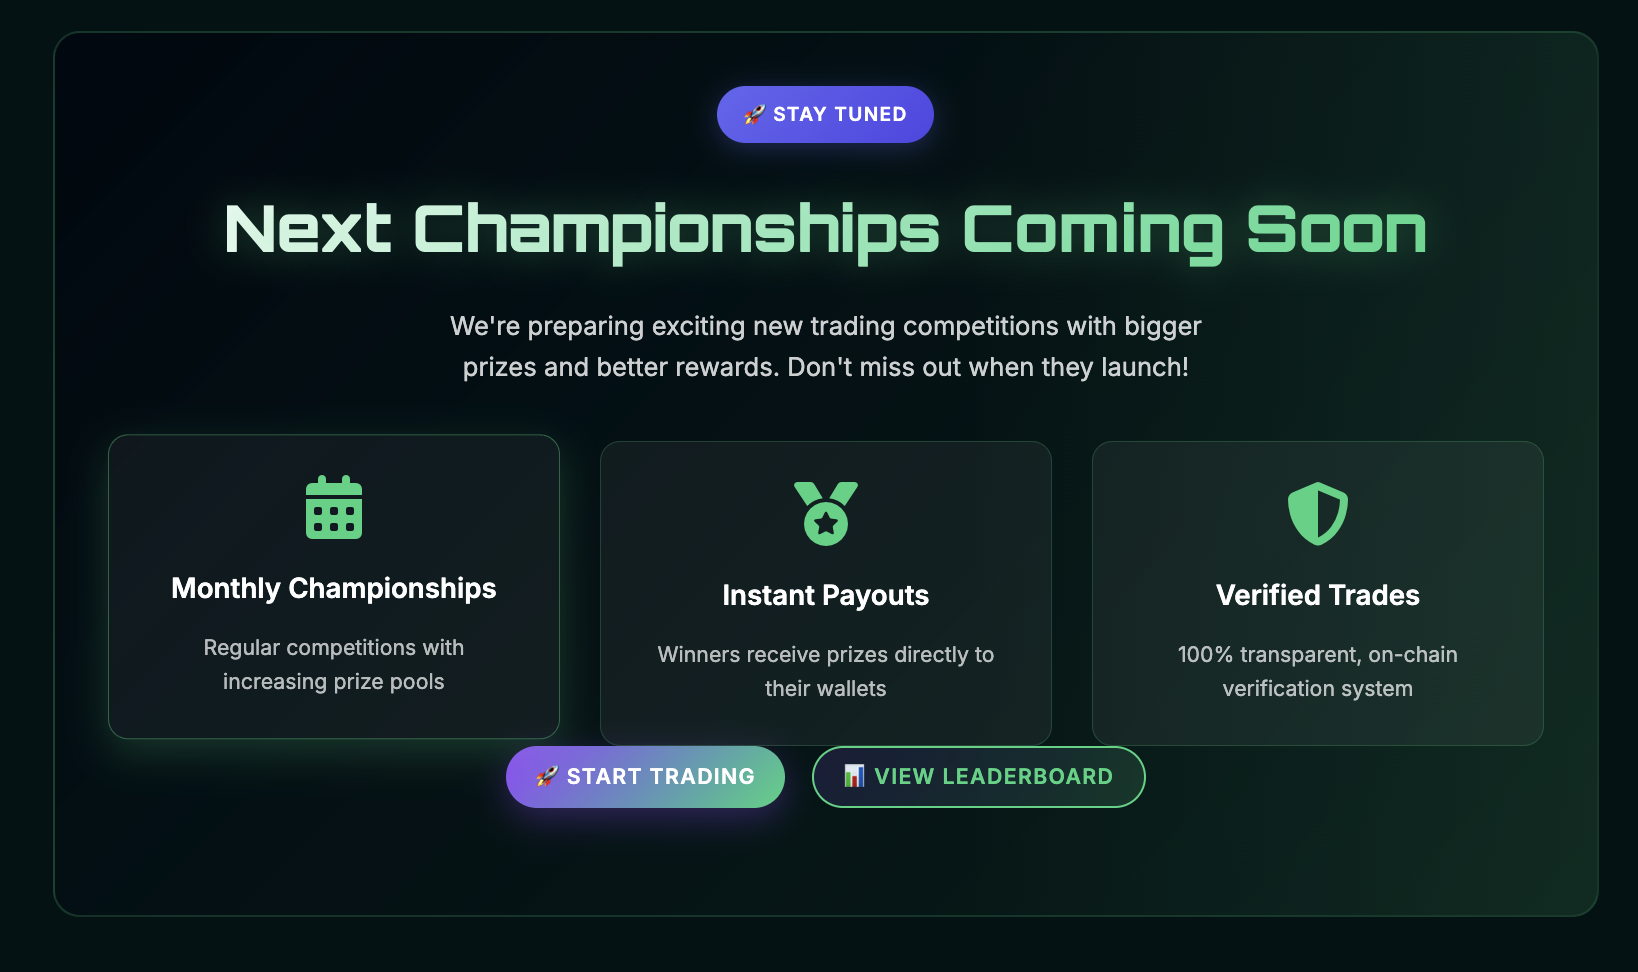 🚀 STAY TUNED
Next Championships Coming Soon
We're preparing exciting new trading competitions with bigger
prizes and better rewards. Don't miss out when they launch!
Monthly Championships
Regular competitions with
increasing prize pools
Instant Payouts
Winners receive prizes directly to
their wallets
Verified Trades
100% transparent, on-chain
verification system
🚀 START TRADING
📊 VIEW LEADERBOARD